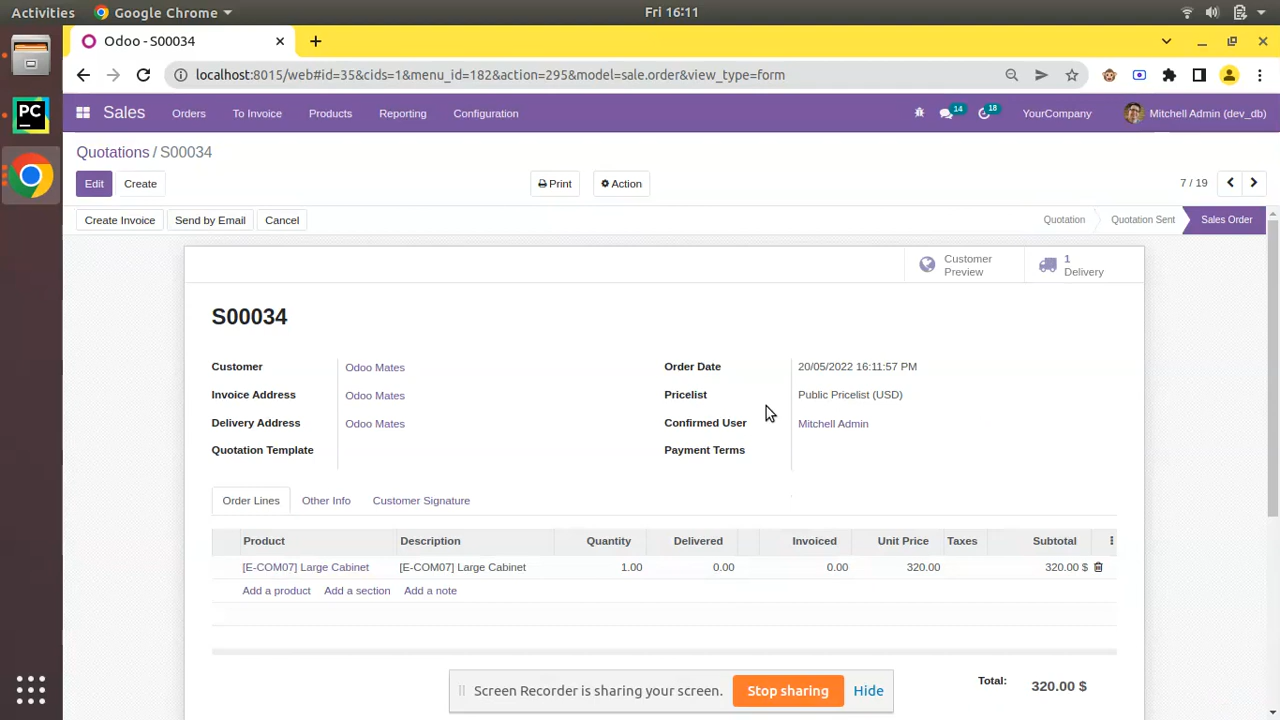 Activities Google Chrome Fri 16:11
Odoo - S00034
localhost:8015/web#id=35&cids=1&menu_id=182&action=295&model=sale.order&view_type=form
PC
Sales Orders To Invoice Products Reporting Configuration 14 18 YourCompany Mitchell Admin (dev_db)
Quotations / S00034
Edit Create Print Action 7 / 19
Create Invoice Send by Email Cancel Quotation Quotation Sent Sales Order
Customer Preview 1 Delivery
S00034
Customer Odoo Mates Order Date 20/05/2022 16:11:57 PM
Invoice Address Odoo Mates Pricelist Public Pricelist (USD)
Delivery Address Odoo Mates Confirmed User Mitchell Admin
Quotation Template Payment Terms
Order Lines Other Info Customer Signature
Product Description Quantity Delivered Invoiced Unit Price Taxes Subtotal
[E-COM07] Large Cabinet [E-COM07] Large Cabinet 1.00 0.00 0.00 320.00 320.00 $
Add a product Add a section Add a note
Screen Recorder is sharing your screen. Stop sharing Hide
Total: 320.00 $